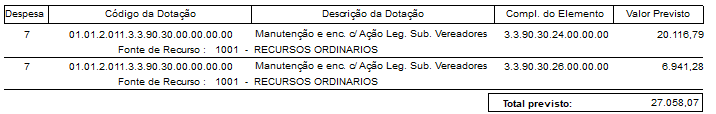 Despesa Código da Dotação Descrição da Dotação Compl. do Elemento Valor Previsto
7 01.01.2.011.3.3.90.30.00.00.00.00 Manutenção e enc. c/ Ação Leg. Sub. Vereadores 3.3.90.30.24.00.00.00 20.116,79
Fonte de Recurso : 1001 - RECURSOS ORDINARIOS
7 01.01.2.011.3.3.90.30.00.00.00.00 Manutenção e enc. c/ Ação Leg. Sub. Vereadores 3.3.90.30.26.00.00.00 6.941,28
Fonte de Recurso : 1001 - RECURSOS ORDINARIOS
Total previsto: 27.058,07